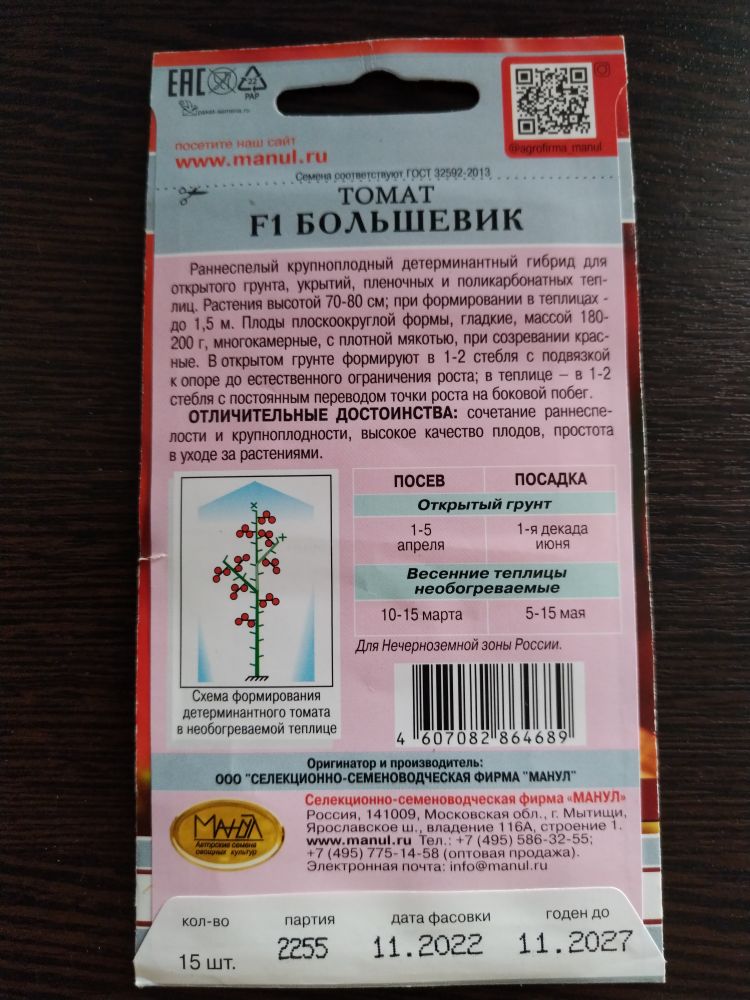 EAC
22
PAP
paket-semena.ru
посетите наш сайт
www.manul.ru
@agrofirma_manul
Семена соответствуют ГОСТ 32592-2013
ТОМАТ
F1 БОЛЬШЕВИК
Раннеспелый крупноплодный детерминантный гибрид для
открытого грунта, укрытий, пленочных и поликарбонатных теп-
лиц. Растения высотой 70-80 см; при формировании в теплицах -
до 1,5 м. Плоды плоскоокруглой формы, гладкие, массой 180-
200 г, многокамерные, с плотной мякотью, при созревании крас-
ные. В открытом грунте формируют в 1-2 стебля с подвязкой
к опоре до естественного ограничения роста; в теплице – в 1-2
стебля с постоянным переводом точки роста на боковой побег.
ОТЛИЧИТЕЛЬНЫЕ ДОСТОИНСТВА: сочетание раннеспе-
лости и крупноплодности, высокое качество плодов, простота
в уходе за растениями.
ПОСЕВ ПОСАДКА
Открытый грунт
1-5 апреля 1-я декада июня
Весенние теплицы
необогреваемые
10-15 марта 5-15 мая
Для Нечерноземной зоны России.
Схема формирования
детерминантного томата
в необогреваемой теплице
4 607082 864689
Оригинатор и производитель:
ООО "СЕЛЕКЦИОННО-СЕМЕНОВОДЧЕСКАЯ ФИРМА "МАНУЛ"
МАНУЛ
Авторские семена
овощных культур
Селекционно-семеноводческая фирма «МАНУЛ»
Россия, 141009, Московская обл., г. Мытищи,
Ярославское ш., владение 116А, строение 1.
www.manul.ru Тел.: +7 (495) 586-32-55;
+7 (495) 775-14-58 (оптовая продажа).
Электронная почта: info@manul.ru
кол-во партия дата фасовки годен до
15 шт. 2255 11.2022 11.2027